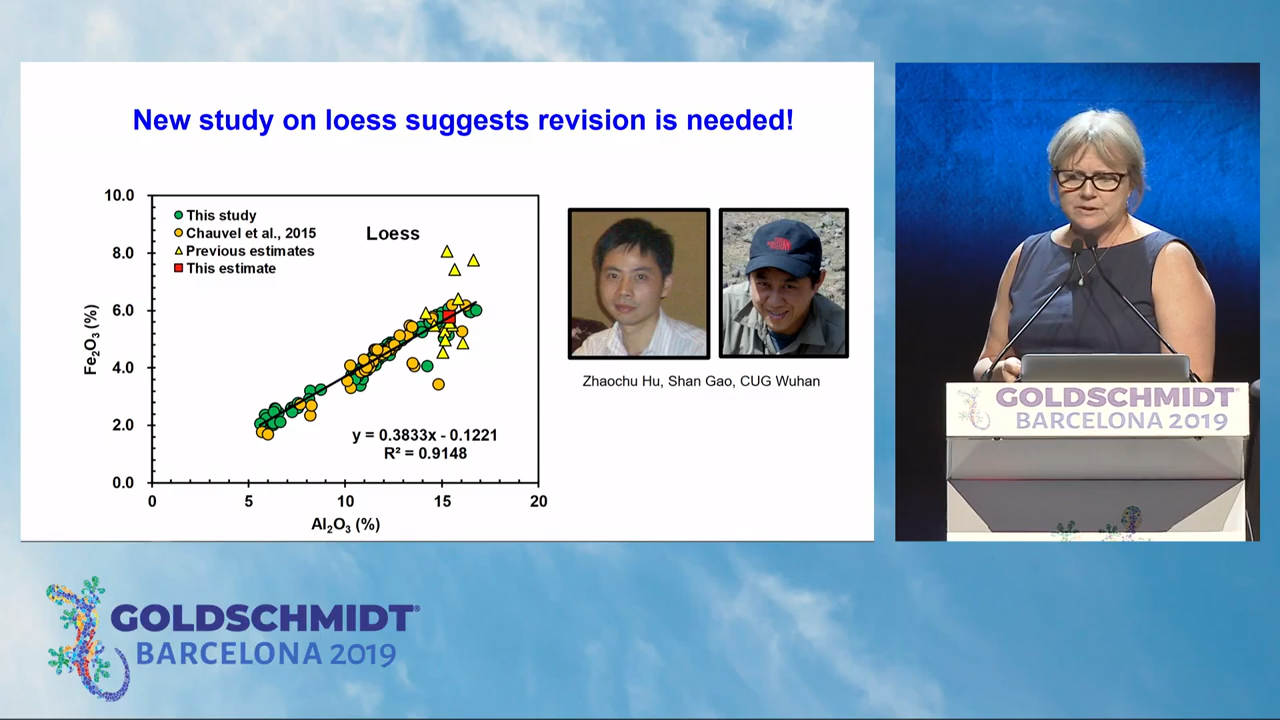 New study on loess suggests revision is needed!
10.0
8.0
6.0
4.0
2.0
0.0
Fe₂O₃ (%)
This study
Chauvel et al., 2015
Previous estimates
This estimate
Loess
y = 0.3833x - 0.1221
R² = 0.9148
0 5 10 15 20
Al₂O₃ (%)
Zhaochu Hu, Shan Gao, CUG Wuhan
GOLDSCHMIDT®
BARCELONA 2019
GOLDSCHMIDT®
BARCELONA 2019